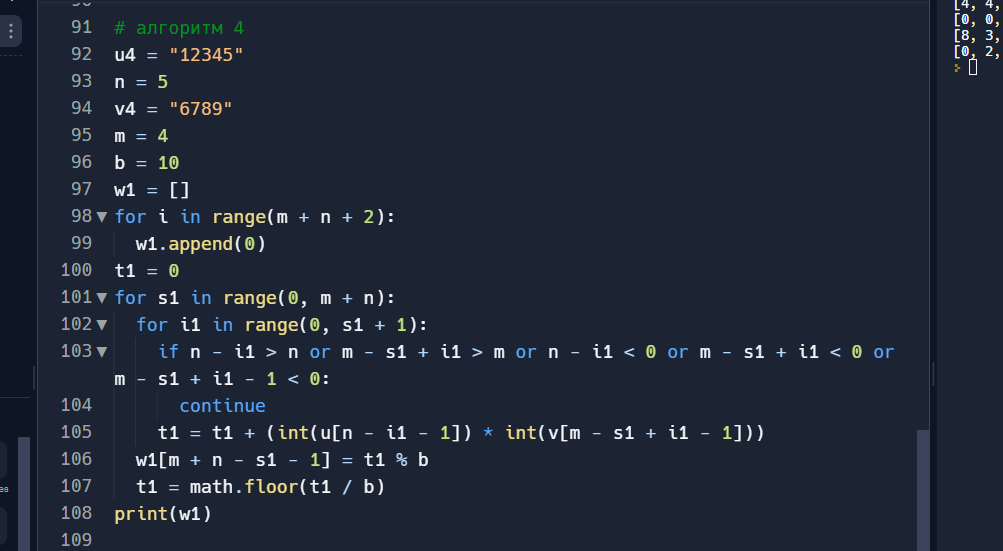 91 # алгоритм 4
92 u4 = "12345"
93 n = 5
94 v4 = "6789"
95 m = 4
96 b = 10
97 w1 = []
98 for i in range(m + n + 2):
99 w1.append(0)
100 t1 = 0
101 for s1 in range(0, m + n):
102 for i1 in range(0, s1 + 1):
103 if n - i1 > n or m - s1 + i1 > m or n - i1 < 0 or m - s1 + i1 < 0 or
m - s1 + i1 - 1 < 0:
104 continue
105 t1 = t1 + (int(u[n - i1 - 1]) * int(v[m - s1 + i1 - 1]))
106 w1[m + n - s1 - 1] = t1 % b
107 t1 = math.floor(t1 / b)
108 print(w1)
109
[4, 4,
[0, 0,
[8, 3,
[0, 2,